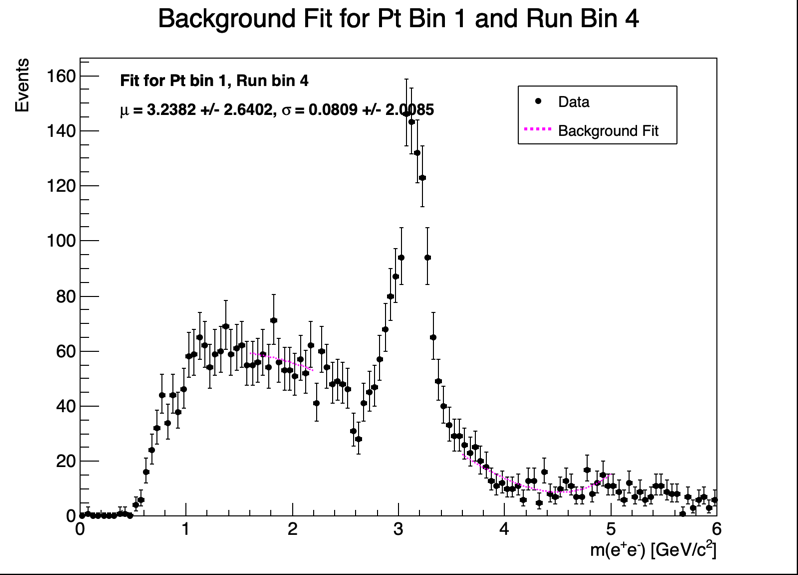 Background Fit for Pt Bin 1 and Run Bin 4
Events
160
140
120
100
80
60
40
20
0
Fit for Pt bin 1, Run bin 4
μ = 3.2382 +/- 2.6402, σ = 0.0809 +/- 2.0085
Data
Background Fit
0 1 2 3 4 5 6
m(e⁺e⁻) [GeV/c²]